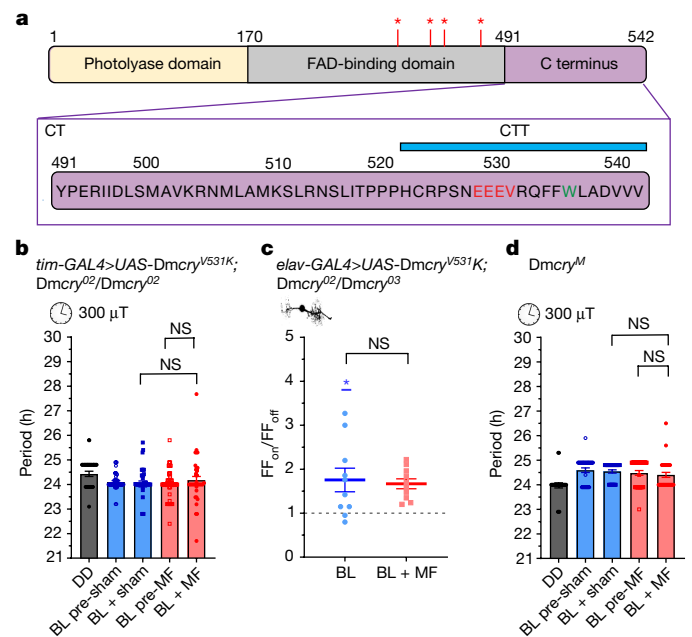 a
* * * *
1 170 491 542
Photolyase domain FAD-binding domain C terminus
CT CTT
491 500 510 520 530 540
YPERIIDLSMAVKRNMLAMKSLRNSLITPPPHCRPSNEEEVRQFFWLADVVV
b
tim-GAL4>UAS-Dmcry^V531K;
Dmcry^02/Dmcry^02
300 μT
NS
NS
Period (h)
30
29
28
27
26
25
24
23
22
21
DD
BL pre-sham
BL + sham
BL pre-MF
BL + MF
c
elav-GAL4>UAS-Dmcry^V531K;
Dmcry^02/Dmcry^03
NS
*
FFon/FFoff
5
4
3
2
1
0
BL
BL + MF
d
Dmcry^M
300 μT
NS
NS
Period (h)
30
29
28
27
26
25
24
23
22
21
DD
BL pre-sham
BL + sham
BL pre-MF
BL + MF